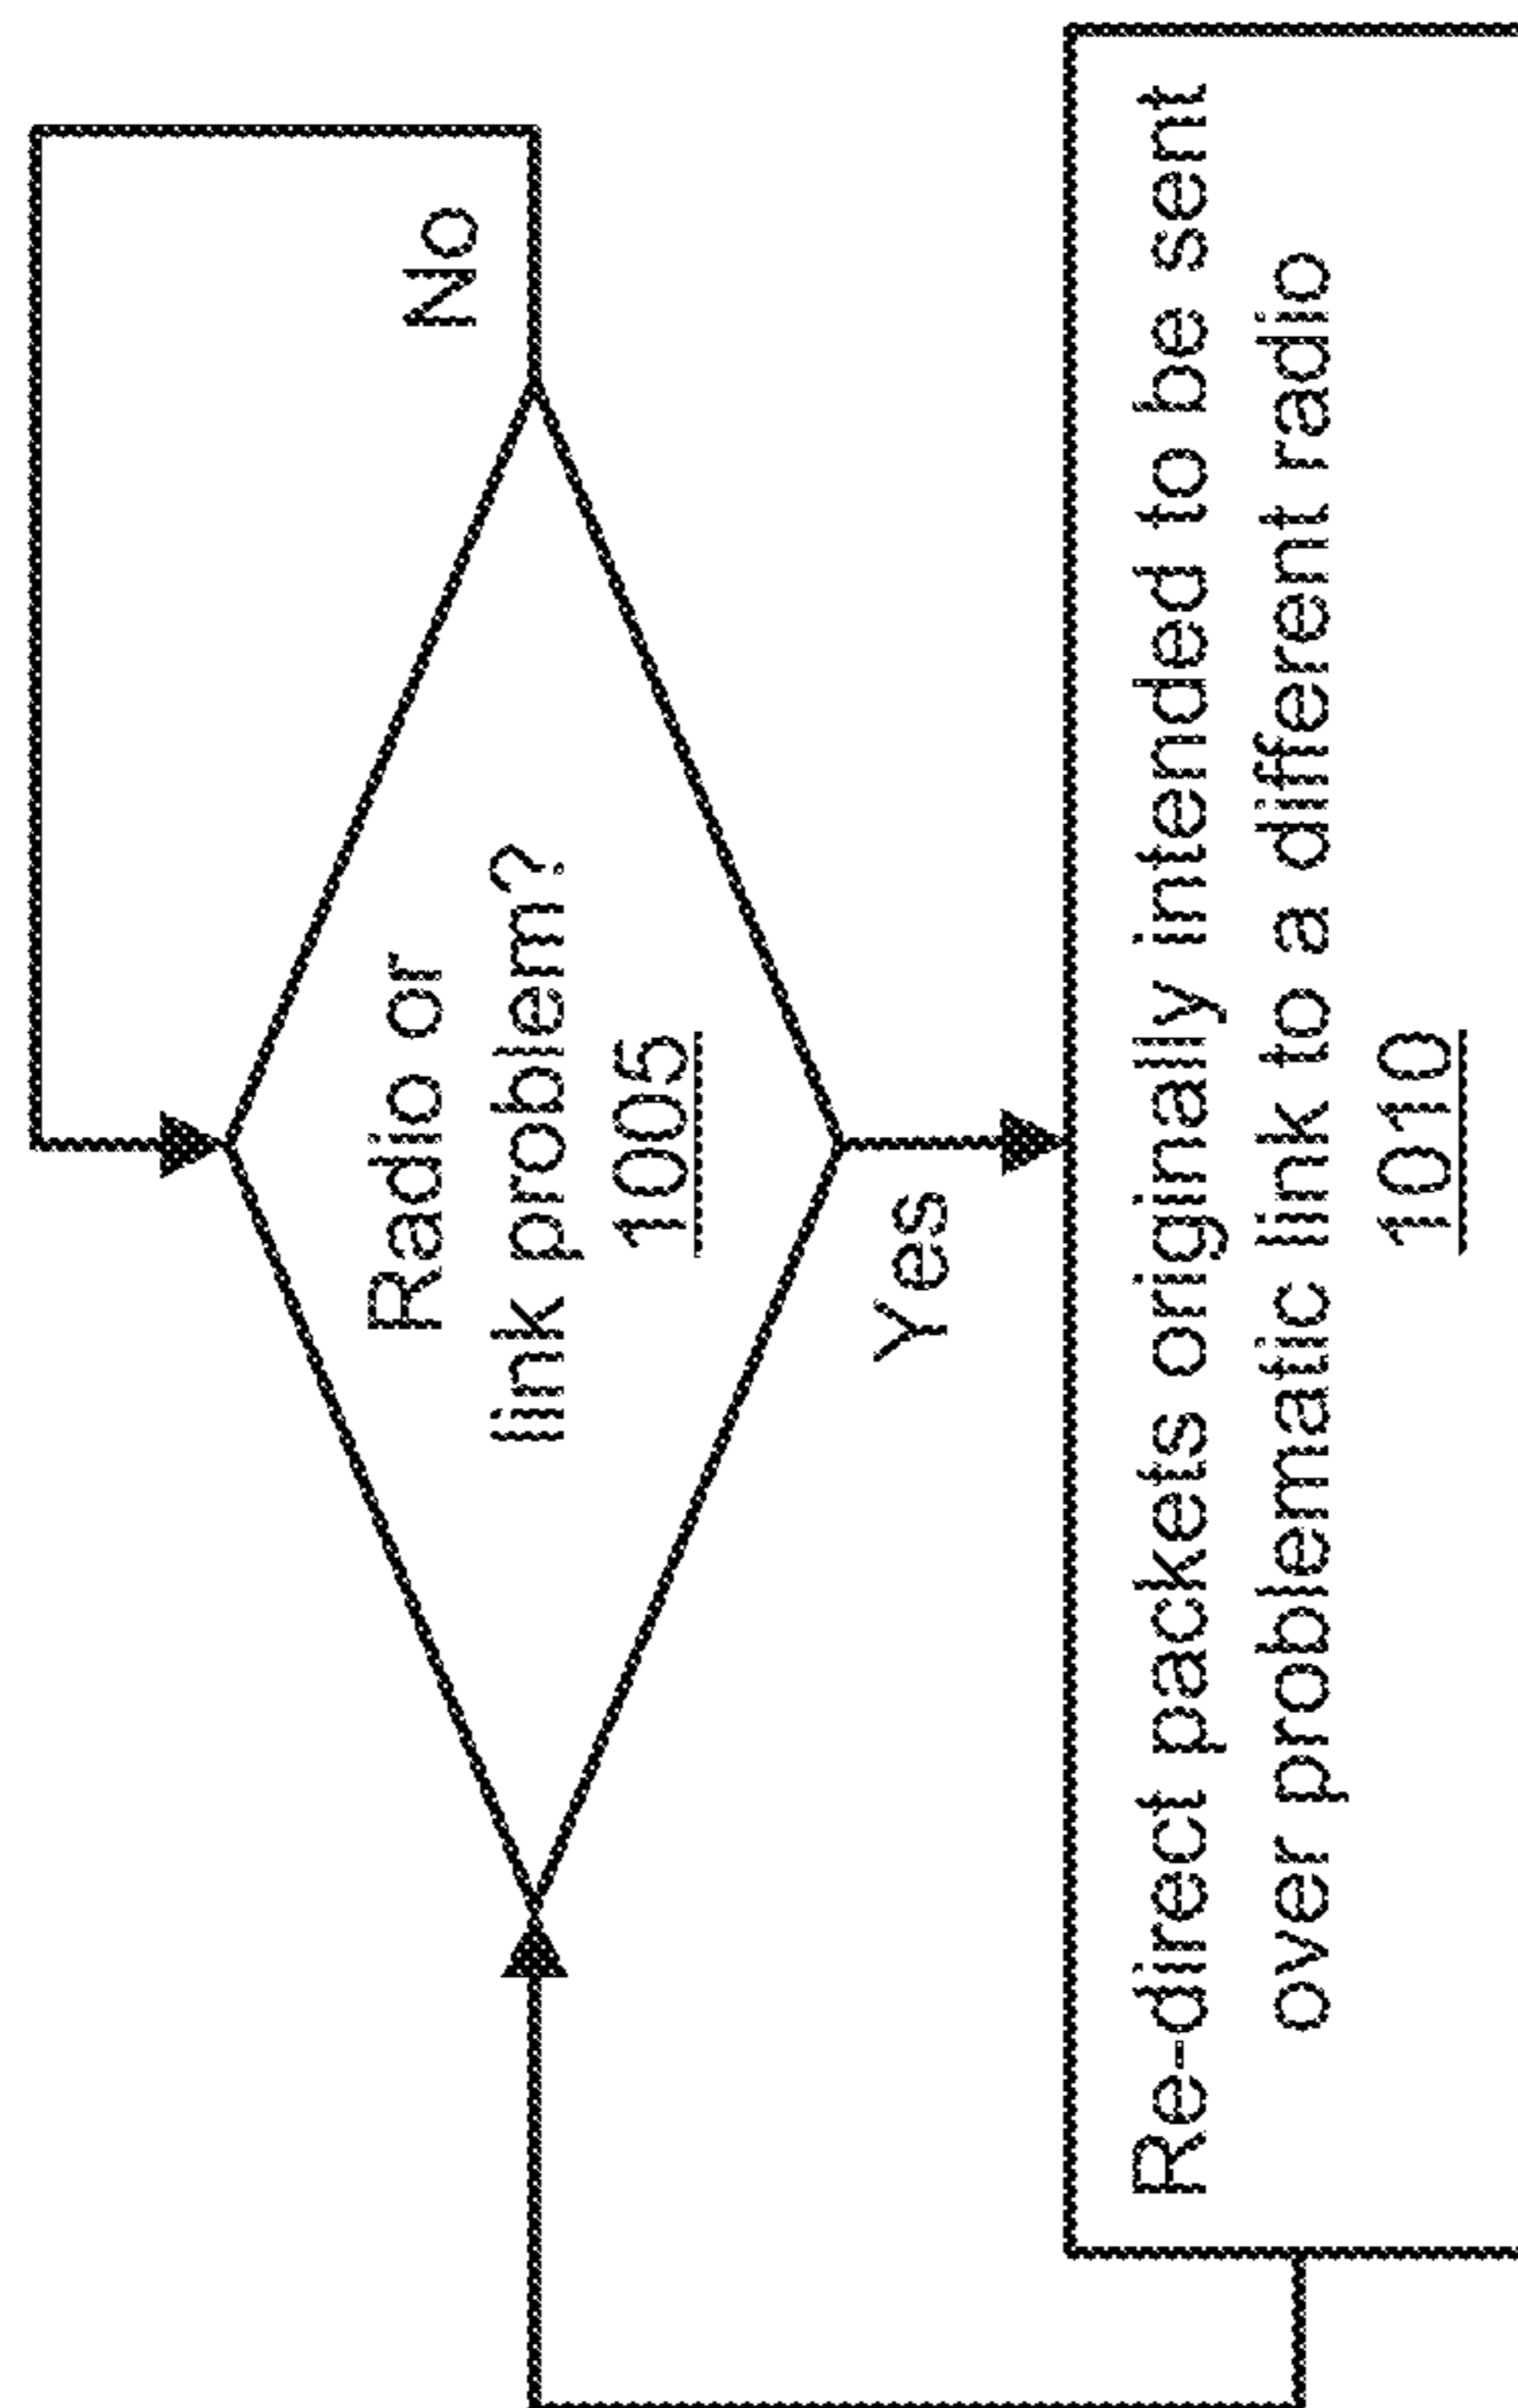 Radio or
link problem?
1005
No
Yes
Re-direct packets originally intended to be sent
over problematic link to a different radio
1010